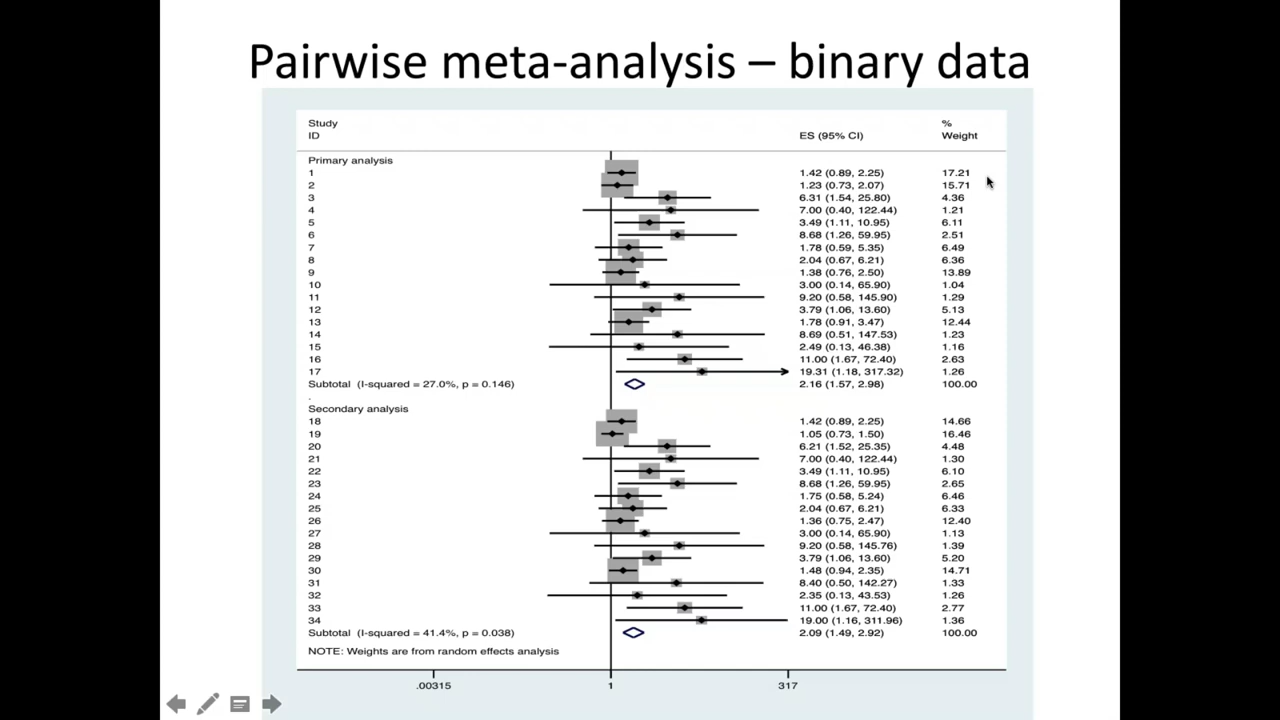 Pairwise meta-analysis – binary data
Study %
ID ES (95% CI) Weight
Primary analysis
1 1.42 (0.89, 2.25) 17.21
2 1.23 (0.73, 2.07) 15.71
3 6.31 (1.54, 25.80) 4.36
4 7.00 (0.40, 122.44) 1.21
5 3.49 (1.11, 10.95) 6.11
6 8.68 (1.26, 59.95) 2.51
7 1.78 (0.59, 5.35) 6.49
8 2.04 (0.67, 6.21) 6.36
9 1.38 (0.76, 2.50) 13.89
10 3.00 (0.14, 65.90) 1.04
11 9.20 (0.58, 145.90) 1.29
12 3.79 (1.06, 13.60) 5.13
13 1.78 (0.91, 3.47) 12.44
14 8.69 (0.51, 147.53) 1.23
15 2.49 (0.13, 46.38) 1.16
16 11.00 (1.67, 72.40) 2.63
17 19.31 (1.18, 317.32) 1.26
Subtotal (I-squared = 27.0%, p = 0.146) 2.16 (1.57, 2.98) 100.00
.
Secondary analysis
18 1.42 (0.89, 2.25) 14.66
19 1.05 (0.73, 1.50) 16.46
20 6.21 (1.52, 25.35) 4.48
21 7.00 (0.40, 122.44) 1.30
22 3.49 (1.11, 10.95) 6.10
23 8.68 (1.26, 59.95) 2.65
24 1.75 (0.58, 5.24) 6.46
25 2.04 (0.67, 6.21) 6.33
26 1.36 (0.75, 2.47) 12.40
27 3.00 (0.14, 65.90) 1.13
28 9.20 (0.58, 145.76) 1.39
29 3.79 (1.06, 13.60) 5.20
30 1.48 (0.94, 2.35) 14.71
31 8.40 (0.50, 142.27) 1.33
32 2.35 (0.13, 43.53) 1.26
33 11.00 (1.67, 72.40) 2.77
34 19.00 (1.16, 311.96) 1.36
Subtotal (I-squared = 41.4%, p = 0.038) 2.09 (1.49, 2.92) 100.00
NOTE: Weights are from random effects analysis
.00315 1 317